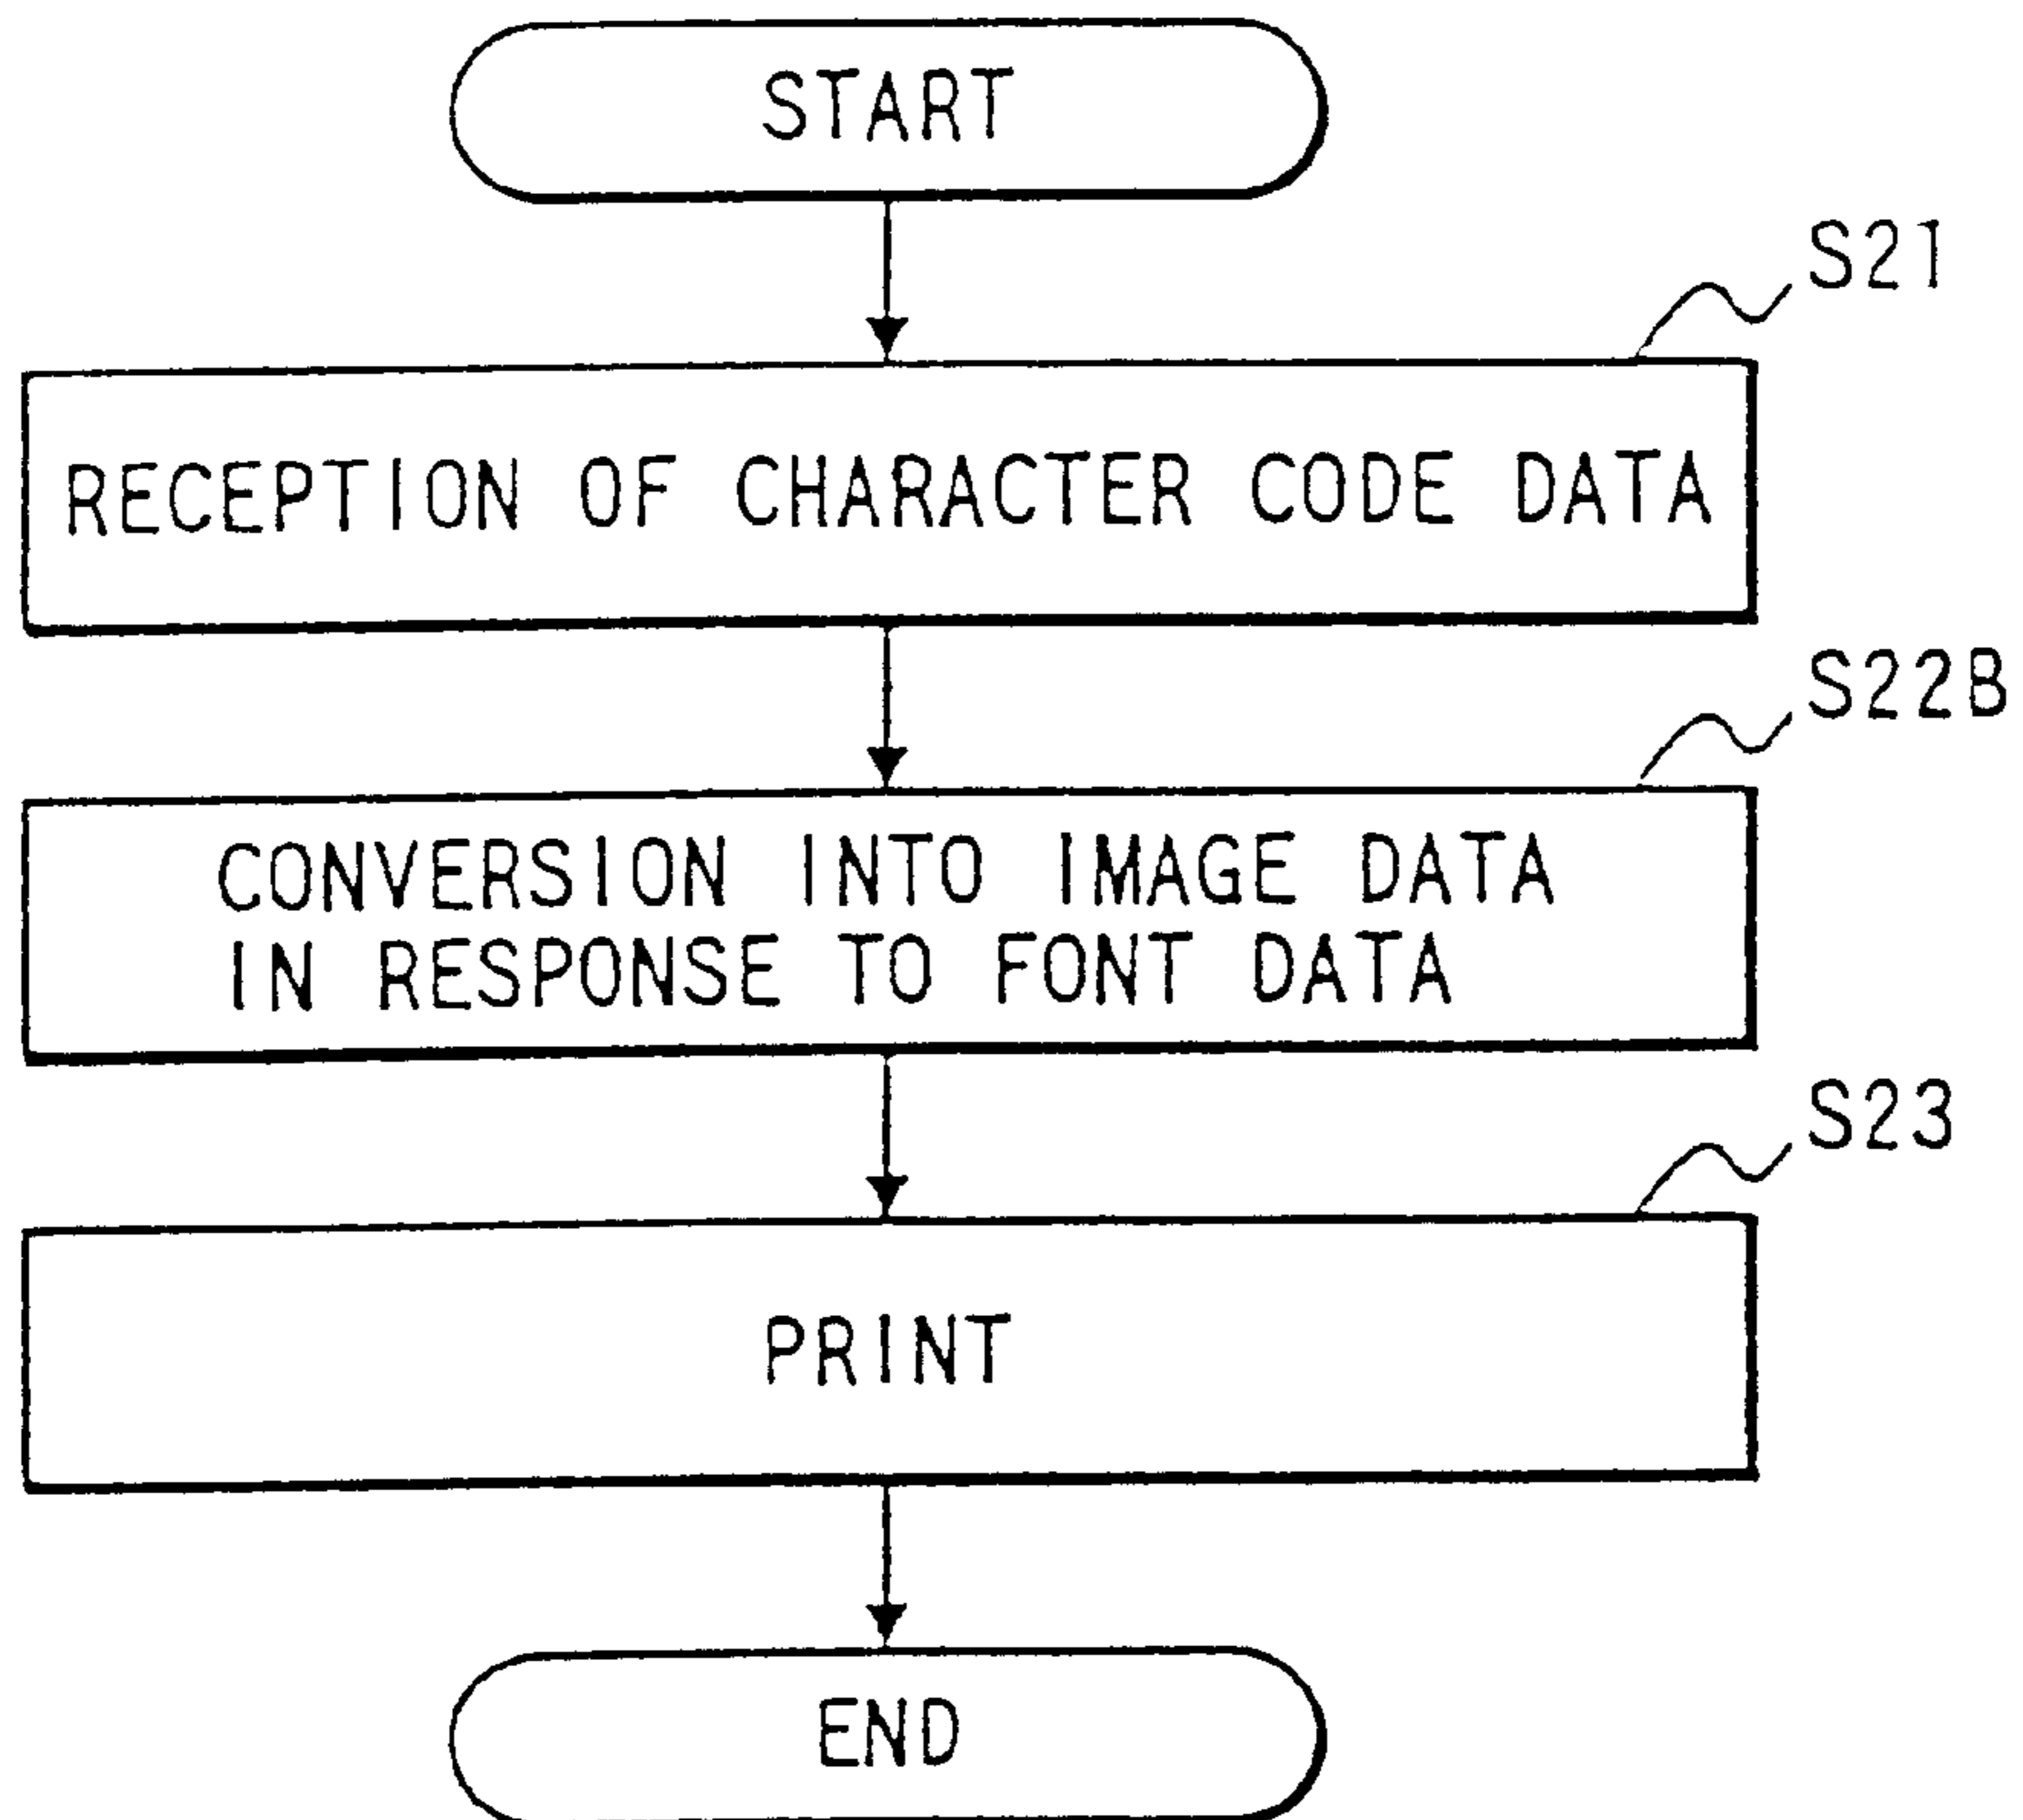 START
S21
RECEPTION OF CHARACTER CODE DATA
S22B
CONVERSION INTO IMAGE DATA
IN RESPONSE TO FONT DATA
S23
PRINT
END